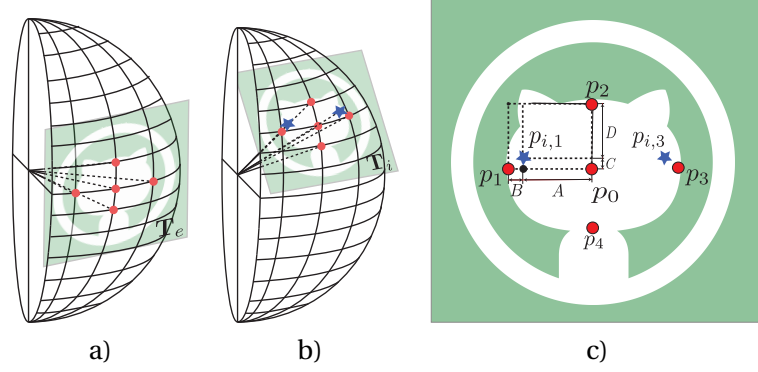 T_e
a)
T_i
b)
p_2
D
p_{i,1}
p_{i,3}
C
p_1
B
A
p_0
p_3
p_4
c)